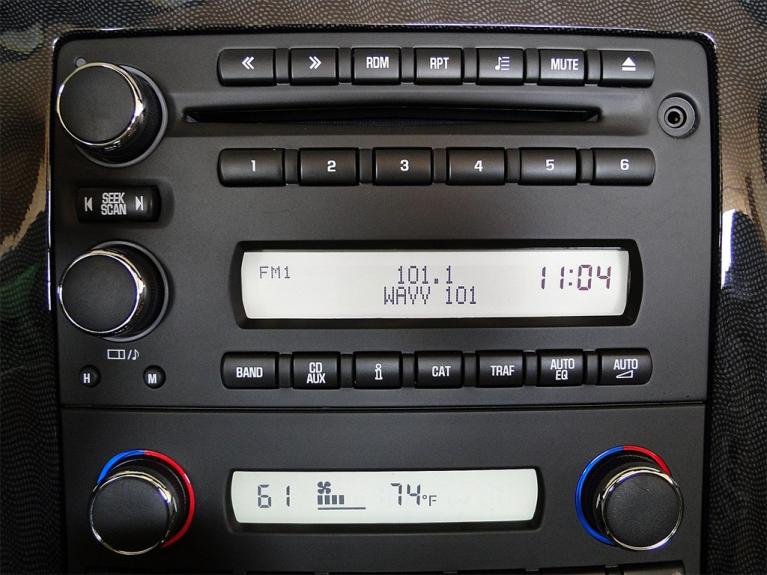 RDM RPT MUTE
1 2 3 4 5 6
SEEK
SCAN
FM1 101.1 11:04
WAVV 101
H M
BAND CD AUX i CAT TRAF AUTO EQ AUTO
61 74°F